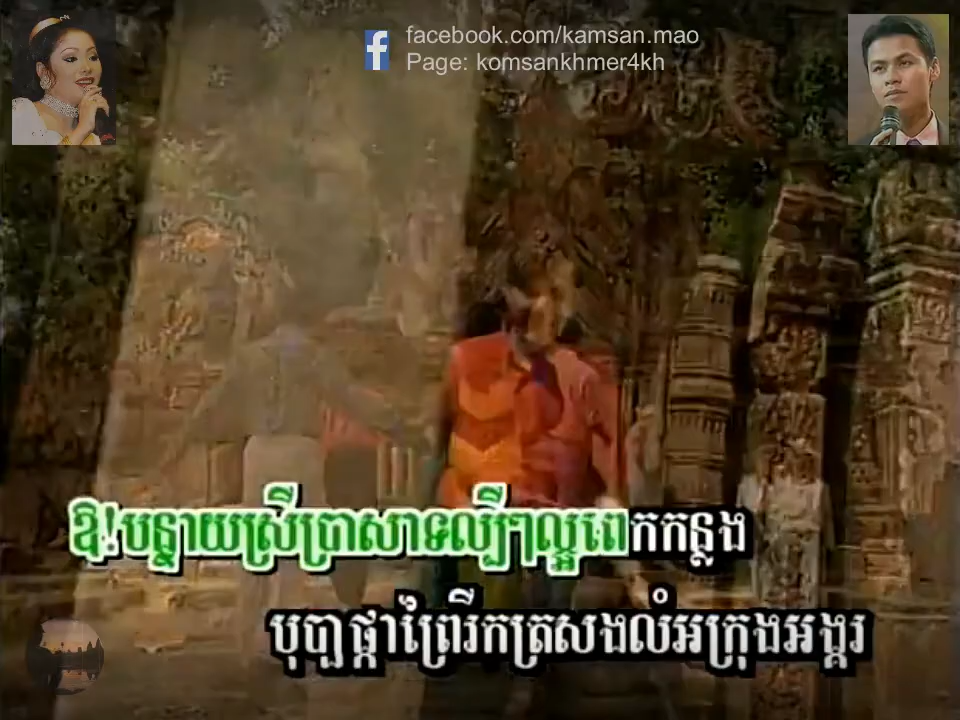 facebook.com/kamsan.mao
Page: komsankhmer4kh
ឱ!បន្ទាយស្រីប្រាសាទល្បីៗល្អពេកកន្លង
បុប្ផាផ្កាព្រៃរីកត្រសងលំអក្រុងអង្គរ